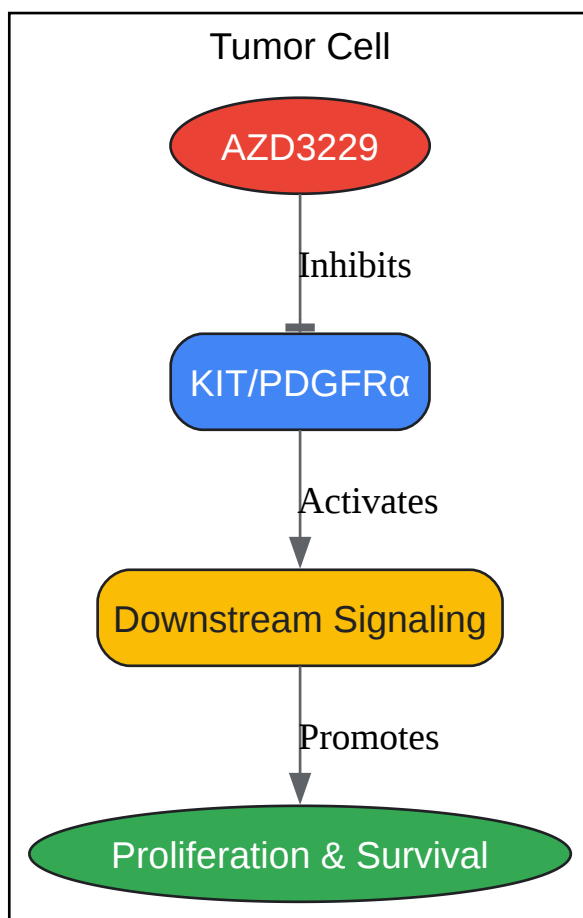 Tumor Cell
AZD3229
Inhibits
KIT/PDGFRα
Activates
Downstream Signaling
Promotes
Proliferation & Survival